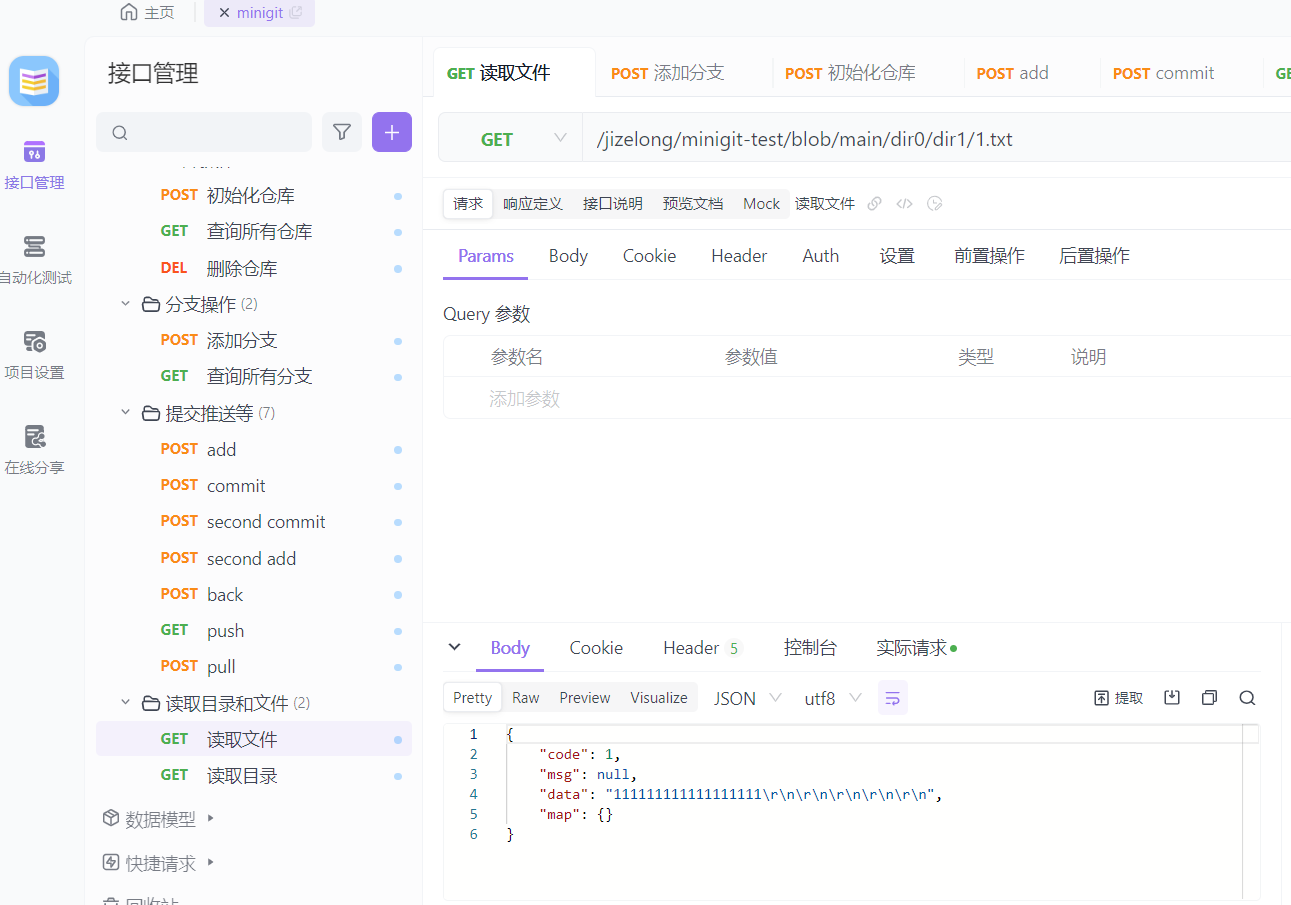 主页
minigit
接口管理
自动化测试
项目设置
在线分享
接口管理
POST 初始化仓库
GET 查询所有仓库
DEL 删除仓库
分支操作 (2)
POST 添加分支
GET 查询所有分支
提交推送等 (7)
POST add
POST commit
POST second commit
POST second add
POST back
GET push
POST pull
读取目录和文件 (2)
GET 读取文件
GET 读取目录
数据模型
快捷请求
回收站
GET 读取文件 POST 添加分支 POST 初始化仓库 POST add POST commit
GET /jizelong/minigit-test/blob/main/dir0/dir1/1.txt
请求 响应定义 接口说明 预览文档 Mock 读取文件
Params Body Cookie Header Auth 设置 前置操作 后置操作
Query 参数
参数名 参数值 类型 说明
添加参数
Body Cookie Header 5 控制台 实际请求
Pretty Raw Preview Visualize JSON utf8 提取
1 {
2 "code": 1,
3 "msg": null,
4 "data": "1111111111111111111\r\n\r\n\r\n\r\n\r\n",
5 "map": {}
6 }